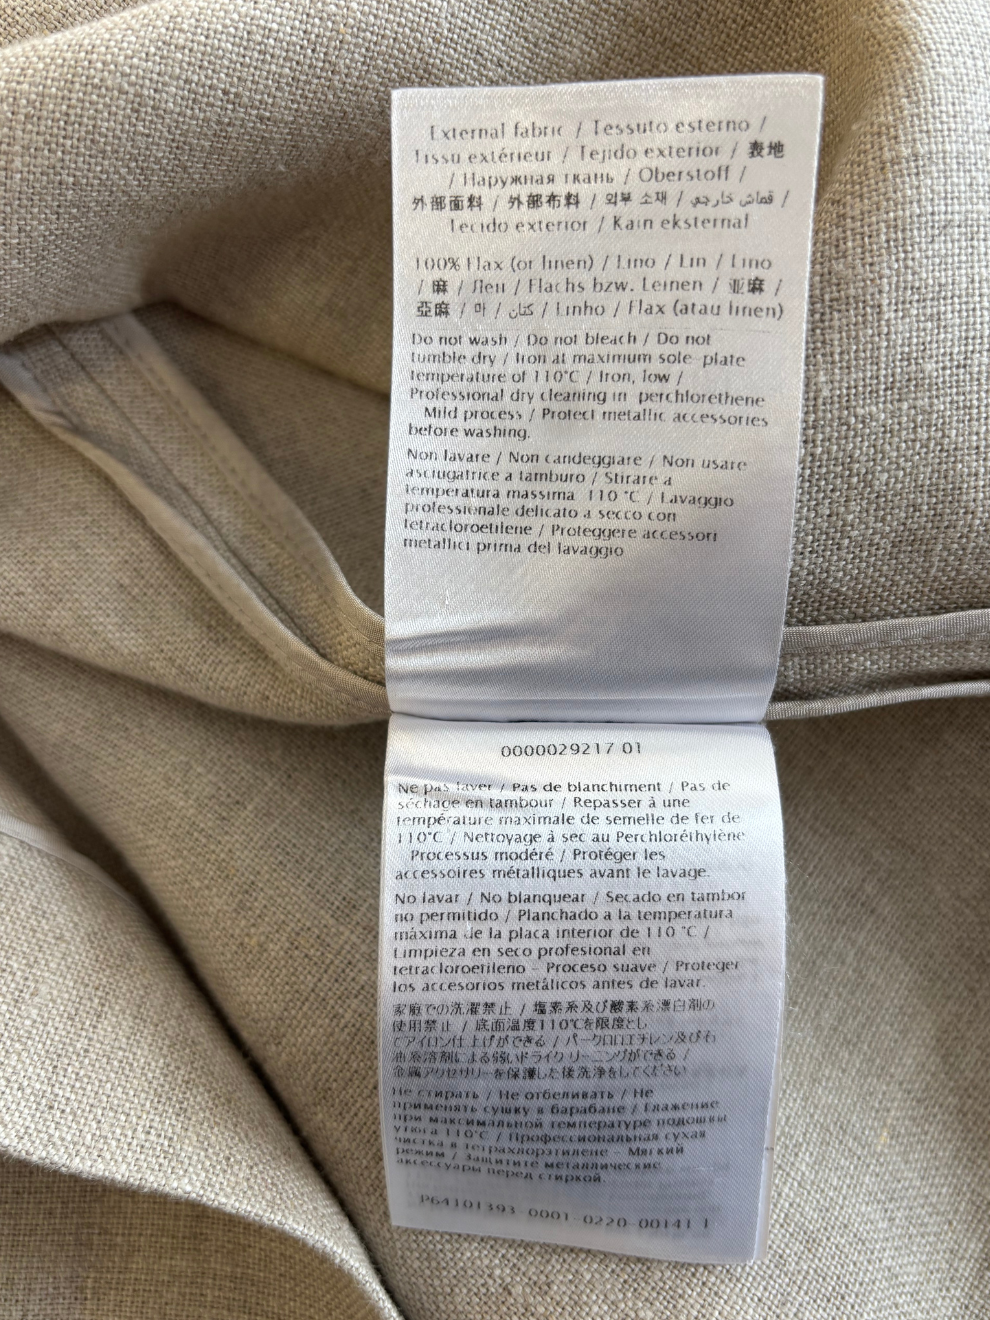 External fabric / Tessuto esterno /
Tissu extérieur / Tejido exterior / 表地
/ Наружная ткань / Oberstoff /
外部面料 / 外部布料 / 외부 소재 / قماش خارجي /
Tecido exterior / Kain eksternal
100% Flax (or linen) / Lino / Lin / Lino
/ 麻 / Лен / Flachs bzw. Leinen / 亚麻 /
亞麻 / 마 / كتان / Linho / Flax (atau linen)
Do not wash / Do not bleach / Do not
tumble dry / Iron at maximum sole-plate
temperature of 110°C / Iron, low /
Professional dry cleaning in perchlorethene
Mild process / Protect metallic accessories
before washing.
Non lavare / Non candeggiare / Non usare
asciugatrice a tamburo / Stirare a
temperatura massima 110 °C / Lavaggio
professionale delicato a secco con
tetracloroetilene / Proteggere accessori
metallici prima del lavaggio
0000029217 01
Ne pas laver / Pas de blanchiment / Pas de
séchage en tambour / Repasser à une
température maximale de semelle de fer de
110°C / Nettoyage à sec au Perchloréthylène
Processus modéré / Protéger les
accessoires métalliques avant le lavage.
No lavar / No blanquear / Secado en tambor
no permitido / Planchado a la temperatura
máxima de la placa interior de 110 °C /
Limpieza en seco profesional en
tetracloroetileno - Proceso suave / Proteger
los accesorios metálicos antes de lavar.
家庭での洗濯禁止 / 塩素系及び酸素系漂白剤の
使用禁止 / 底面温度110℃を限度とし
てアイロン仕上げができる / パークロロエチレン及び石
油系溶剤による弱いドライクリーニングができる /
金属アクセサリーを保護した後洗浄をしてください
Не стирать / Не отбеливать / Не
применять сушку в барабане / Глажение
при максимальной температуре подошвы
утюга 110°C / Профессиональная сухая
чистка в тетрахлорэтилене - Мягкий
режим / Защитите металлические
аксессуары перед стиркой.
P64101393-0001-0220-00141 1